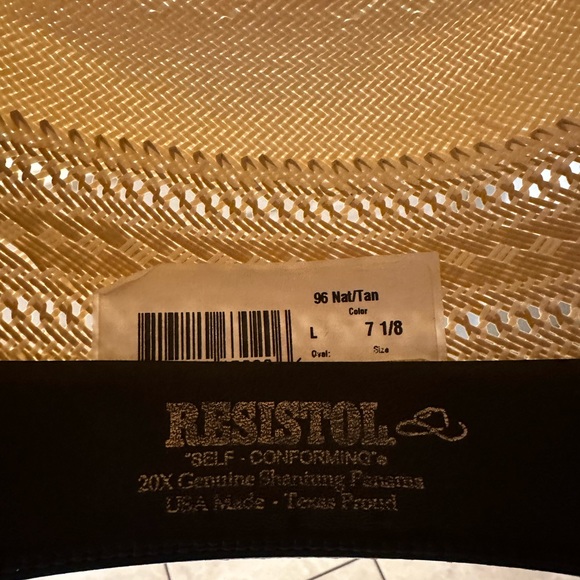 96 Nat/Tan
Color
L 7 1/8
Oval: Size
RESISTOL
"SELF - CONFORMING"®
20X Genuine Shantung Panama
USA Made - Texas Proud